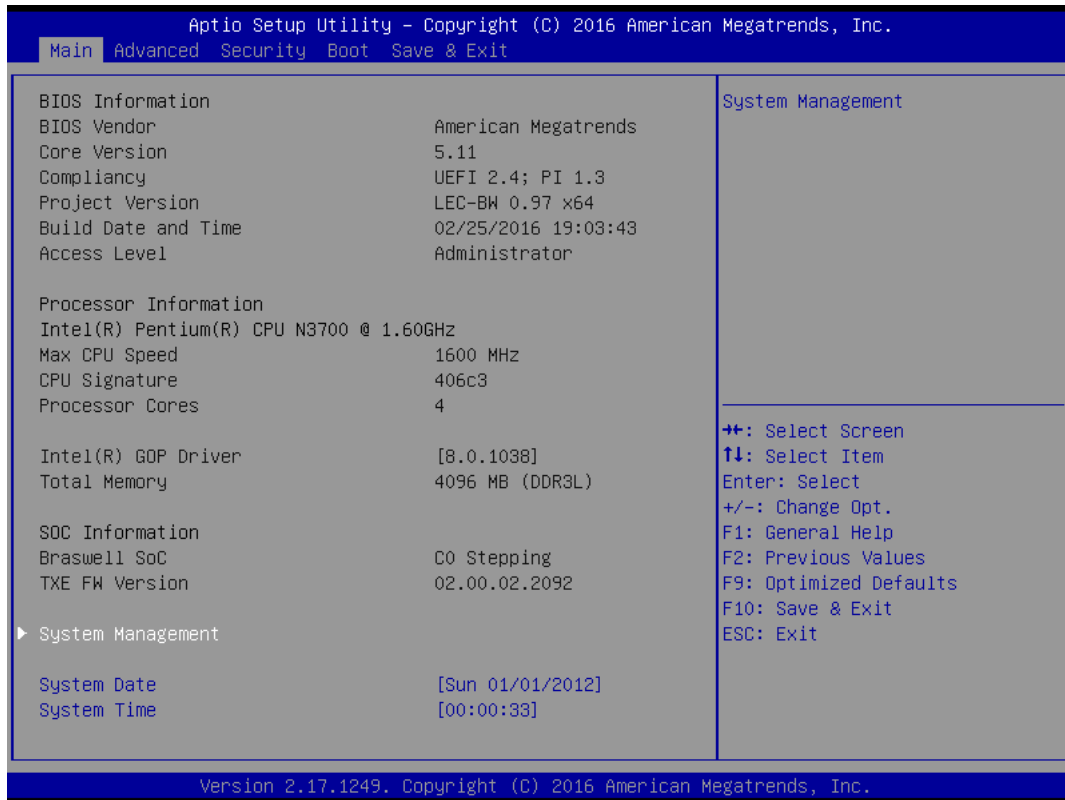 Aptio Setup Utility – Copyright (C) 2016 American Megatrends, Inc.
Main Advanced Security Boot Save & Exit
BIOS Information
BIOS Vendor American Megatrends
Core Version 5.11
Compliancy UEFI 2.4; PI 1.3
Project Version LEC-BW 0.97 x64
Build Date and Time 02/25/2016 19:03:43
Access Level Administrator
Processor Information
Intel(R) Pentium(R) CPU N3700 @ 1.60GHz
Max CPU Speed 1600 MHz
CPU Signature 406c3
Processor Cores 4
Intel(R) GOP Driver [8.0.1038]
Total Memory 4096 MB (DDR3L)
SOC Information
Braswell SoC C0 Stepping
TXE FW Version 02.00.02.2092
System Management
System Date [Sun 01/01/2012]
System Time [00:00:33]
System Management
→←: Select Screen
↑↓: Select Item
Enter: Select
+/-: Change Opt.
F1: General Help
F2: Previous Values
F9: Optimized Defaults
F10: Save & Exit
ESC: Exit
Version 2.17.1249. Copyright (C) 2016 American Megatrends, Inc.